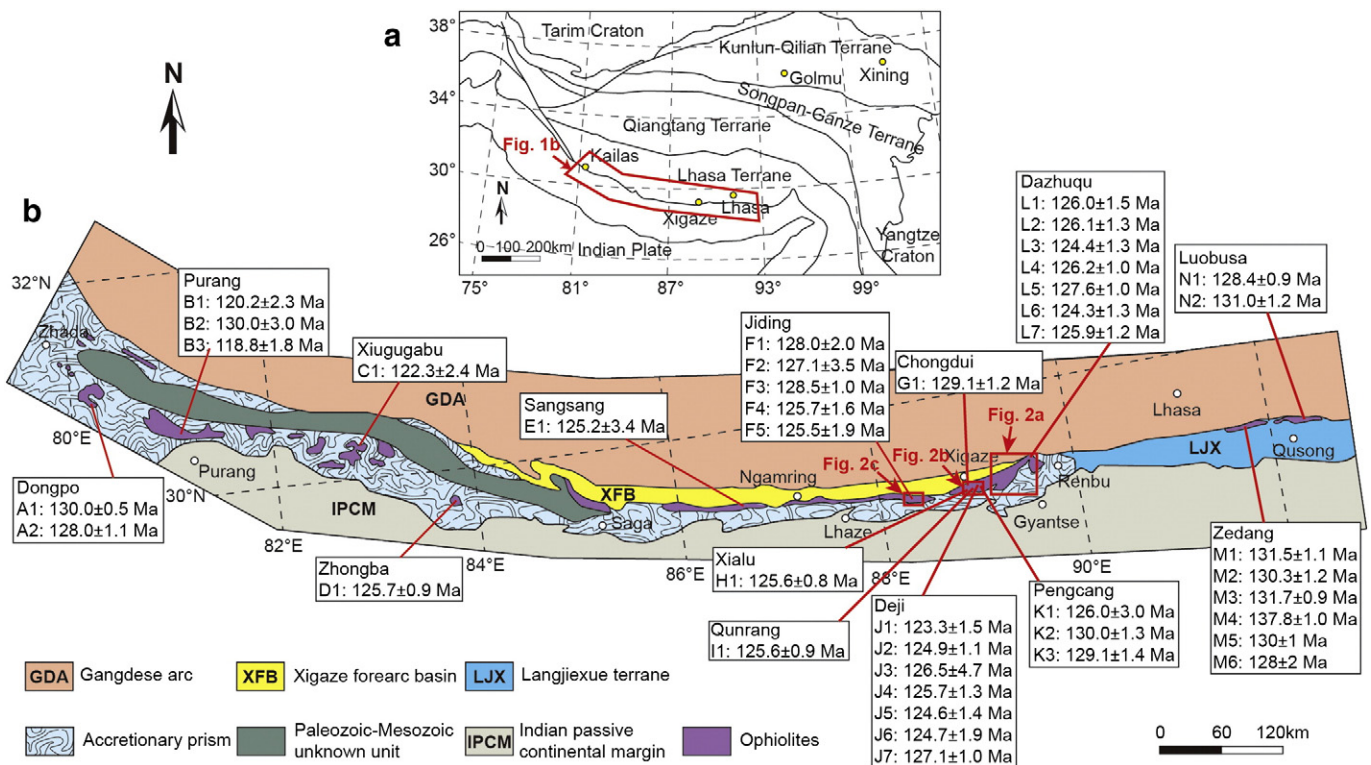 a
38°
34°
30°
26°
75°
81°
87°
93°
99°
Tarim Craton
Kunlun-Qilian Terrane
Golmu
Xining
Songpan-Ganze Terrane
Qiangtang Terrane
Fig. 1b
Kailas
Lhasa Terrane
Lhasa
Xigaze
N
Indian Plate
Yangtze
Craton
0 100 200km
N
b
32°N
80°E
30°N
82°E
84°E
86°E
88°E
90°E
Zhada
Purang
B1: 120.2±2.3 Ma
B2: 130.0±3.0 Ma
B3: 118.8±1.8 Ma
Xiugugabu
C1: 122.3±2.4 Ma
GDA
Sangsang
E1: 125.2±3.4 Ma
Jiding
F1: 128.0±2.0 Ma
F2: 127.1±3.5 Ma
F3: 128.5±1.0 Ma
F4: 125.7±1.6 Ma
F5: 125.5±1.9 Ma
Chongdui
G1: 129.1±1.2 Ma
Dazhuqu
L1: 126.0±1.5 Ma
L2: 126.1±1.3 Ma
L3: 124.4±1.3 Ma
L4: 126.2±1.0 Ma
L5: 127.6±1.0 Ma
L6: 124.3±1.3 Ma
L7: 125.9±1.2 Ma
Luobusa
N1: 128.4±0.9 Ma
N2: 131.0±1.2 Ma
Fig. 2a
Fig. 2b
Fig. 2c
Xigaze
Lhasa
LJX
Qusong
Renbu
Gyantse
Ngamring
XFB
Lhaze
Saga
Purang
IPCM
Dongpo
A1: 130.0±0.5 Ma
A2: 128.0±1.1 Ma
Zhongba
D1: 125.7±0.9 Ma
Xialu
H1: 125.6±0.8 Ma
Qunrang
I1: 125.6±0.9 Ma
Deji
J1: 123.3±1.5 Ma
J2: 124.9±1.1 Ma
J3: 126.5±4.7 Ma
J4: 125.7±1.3 Ma
J5: 124.6±1.4 Ma
J6: 124.7±1.9 Ma
J7: 127.1±1.0 Ma
Pengcang
K1: 126.0±3.0 Ma
K2: 130.0±1.3 Ma
K3: 129.1±1.4 Ma
Zedang
M1: 131.5±1.1 Ma
M2: 130.3±1.2 Ma
M3: 131.7±0.9 Ma
M4: 137.8±1.0 Ma
M5: 130±1 Ma
M6: 128±2 Ma
GDA Gangdese arc
XFB Xigaze forearc basin
LJX Langjiexue terrane
Accretionary prism
Paleozoic-Mesozoic
unknown unit
IPCM Indian passive
continental margin
Ophiolites
0 60 120km